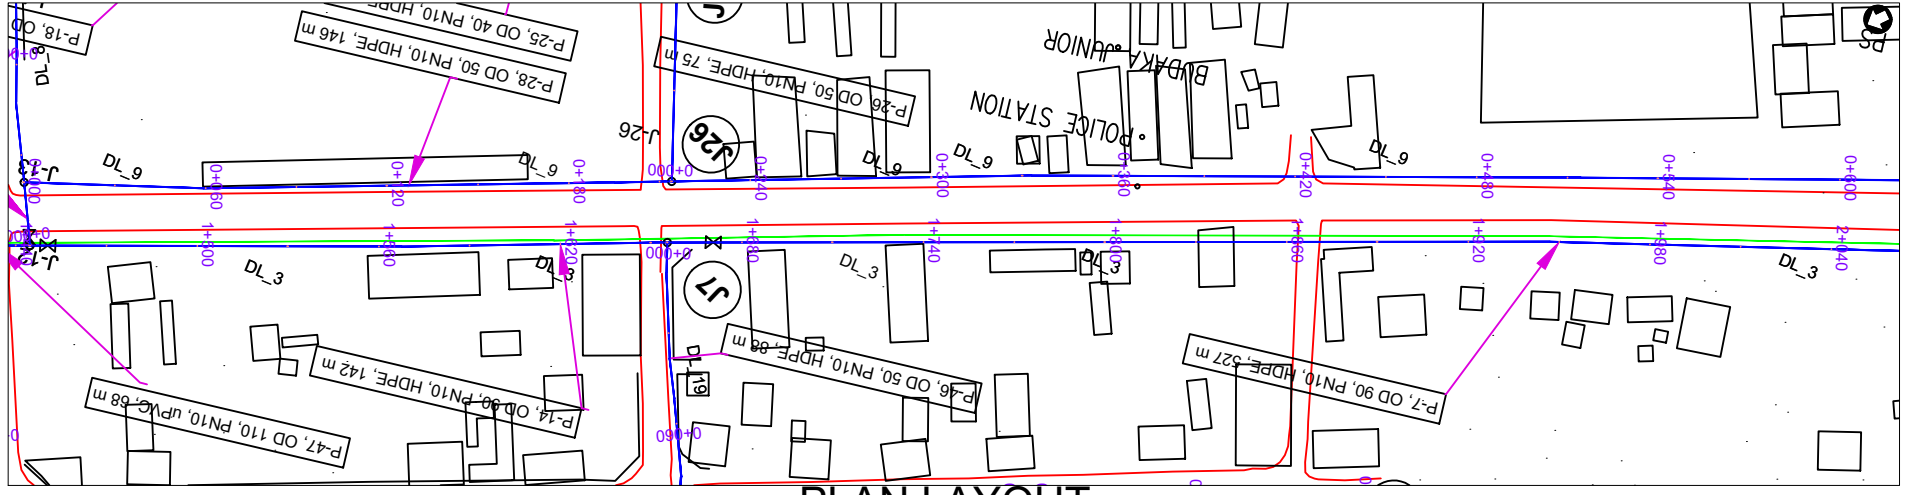 P-18, OD
P-25, OD 40, PN10, HDPE
P-28, OD 50, PN10, HDPE, 146 m
P-26, OD 50, PN10, HDPE, 75 m
BUDAKA JUNIOR
POLICE STATION
PS
DL_8
J-26
J26
J-13
DL_9
DL_9
DL_9
DL_9
DL_9
0+000
0+060
0+120
0+180
0+000
0+240
0+300
0+360
0+420
0+480
0+540
0+600
1+500
1+560
1+620
0+000
1+680
1+740
1+800
1+860
1+920
1+980
2+040
DL_3
DL_3
DL_3
DL_3
DL_3
J7
DL_19
P-47, OD 110, PN10, uPVC, 68 m
P-14, OD 90, PN10, HDPE, 142 m
P-46, OD 50, PN10, HDPE, 88 m
P-7, OD 90, PN10, HDPE, 527 m
0+060
PLAN LAYOUT